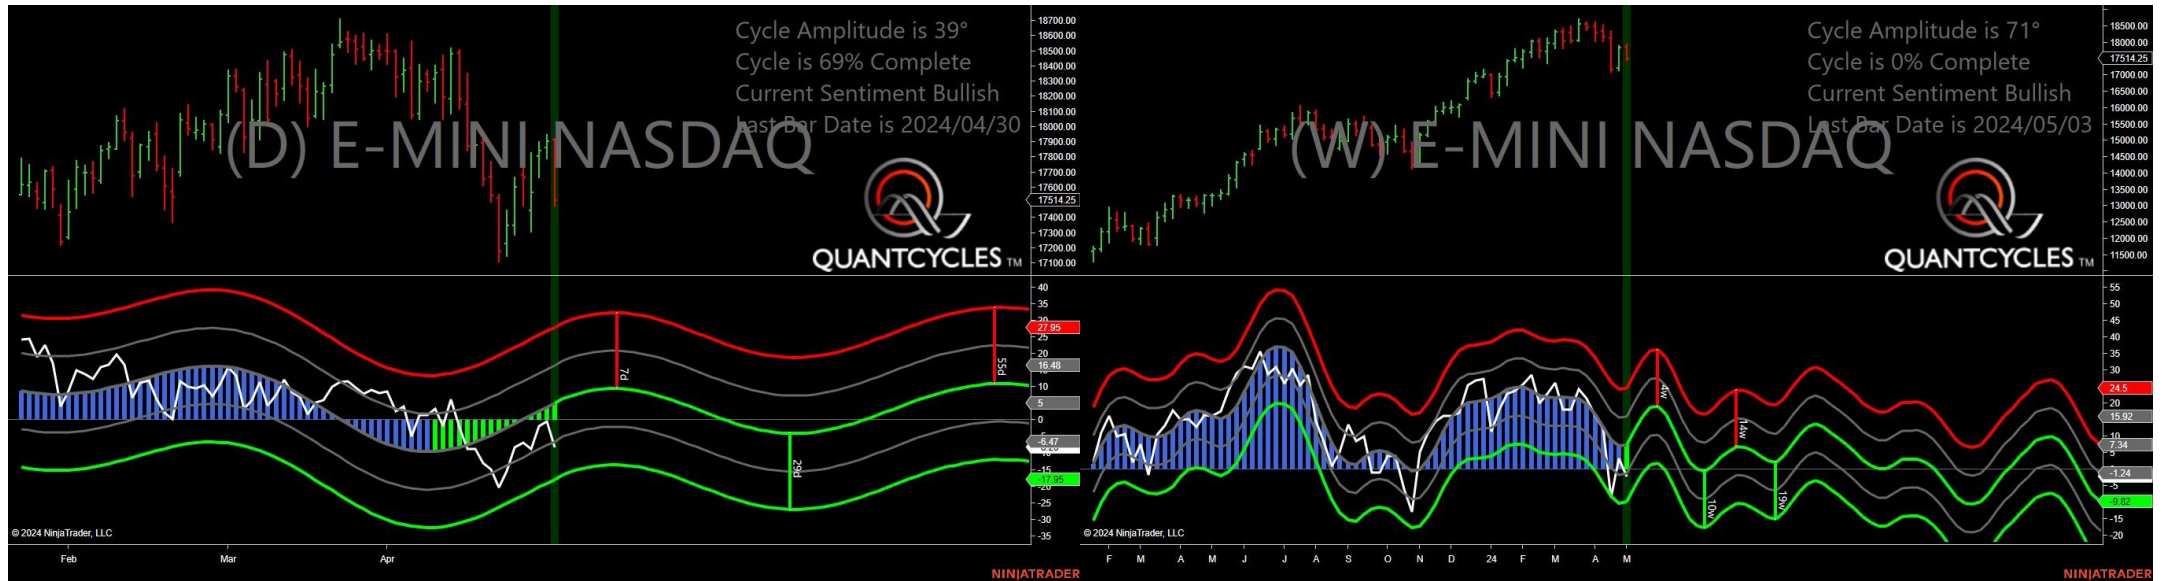 Cycle Amplitude is 39°
Cycle is 69% Complete
Current Sentiment Bullish
Last Bar Date is 2024/04/30
(D) E-MINI NASDAQ
QUANTCYCLES TM
18700.00
18600.00
18500.00
18400.00
18300.00
18200.00
18100.00
18000.00
17900.00
17800.00
17700.00
17600.00
17514.25
17400.00
17300.00
17200.00
17100.00
40
35
27.95
25
20
16.48
10
5
0
-6.47
-15
-17.95
-20
-25
-30
-35
7d
29d
55d
© 2024 NinjaTrader, LLC
Feb Mar Apr
NINJATRADER
Cycle Amplitude is 71°
Cycle is 0% Complete
Current Sentiment Bullish
Last Bar Date is 2024/05/03
(W) E-MINI NASDAQ
QUANTCYCLES TM
18500.00
18000.00
17514.25
17000.00
16500.00
16000.00
15500.00
15000.00
14500.00
14000.00
13500.00
13000.00
12500.00
12000.00
11500.00
55
50
45
40
35
30
24.5
20
15.92
10
7.34
-1.24
-5
-9.82
-15
-20
4w
10w
14w
19w
© 2024 NinjaTrader, LLC
F M A M J J A S O N D 24 F M A M
NINJATRADER